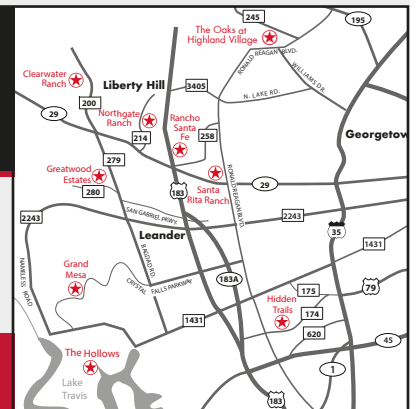 245
195
The Oaks at
Highland Village
RONALD REAGAN BLVD.
WILLIAMS DR.
Clearwater
Ranch
Liberty Hill
3405
N. LAKE RD.
200
29
Northgate
Ranch
Rancho
Santa
Fe
214
258
Georgetow
279
Greatwood
Estates
280
183
Santa
Rita Ranch
RONALD REAGAN BLVD.
29
2243
SAN GABRIEL PRWY.
2243
Leander
35
1431
NAMELESS ROAD
BAGDAD RD.
Grand
Mesa
CRYSTAL FALLS PARKWAY
183A
175
79
Hidden
Trails
174
1431
620
45
The Hollows
Lake
Travis
1
183